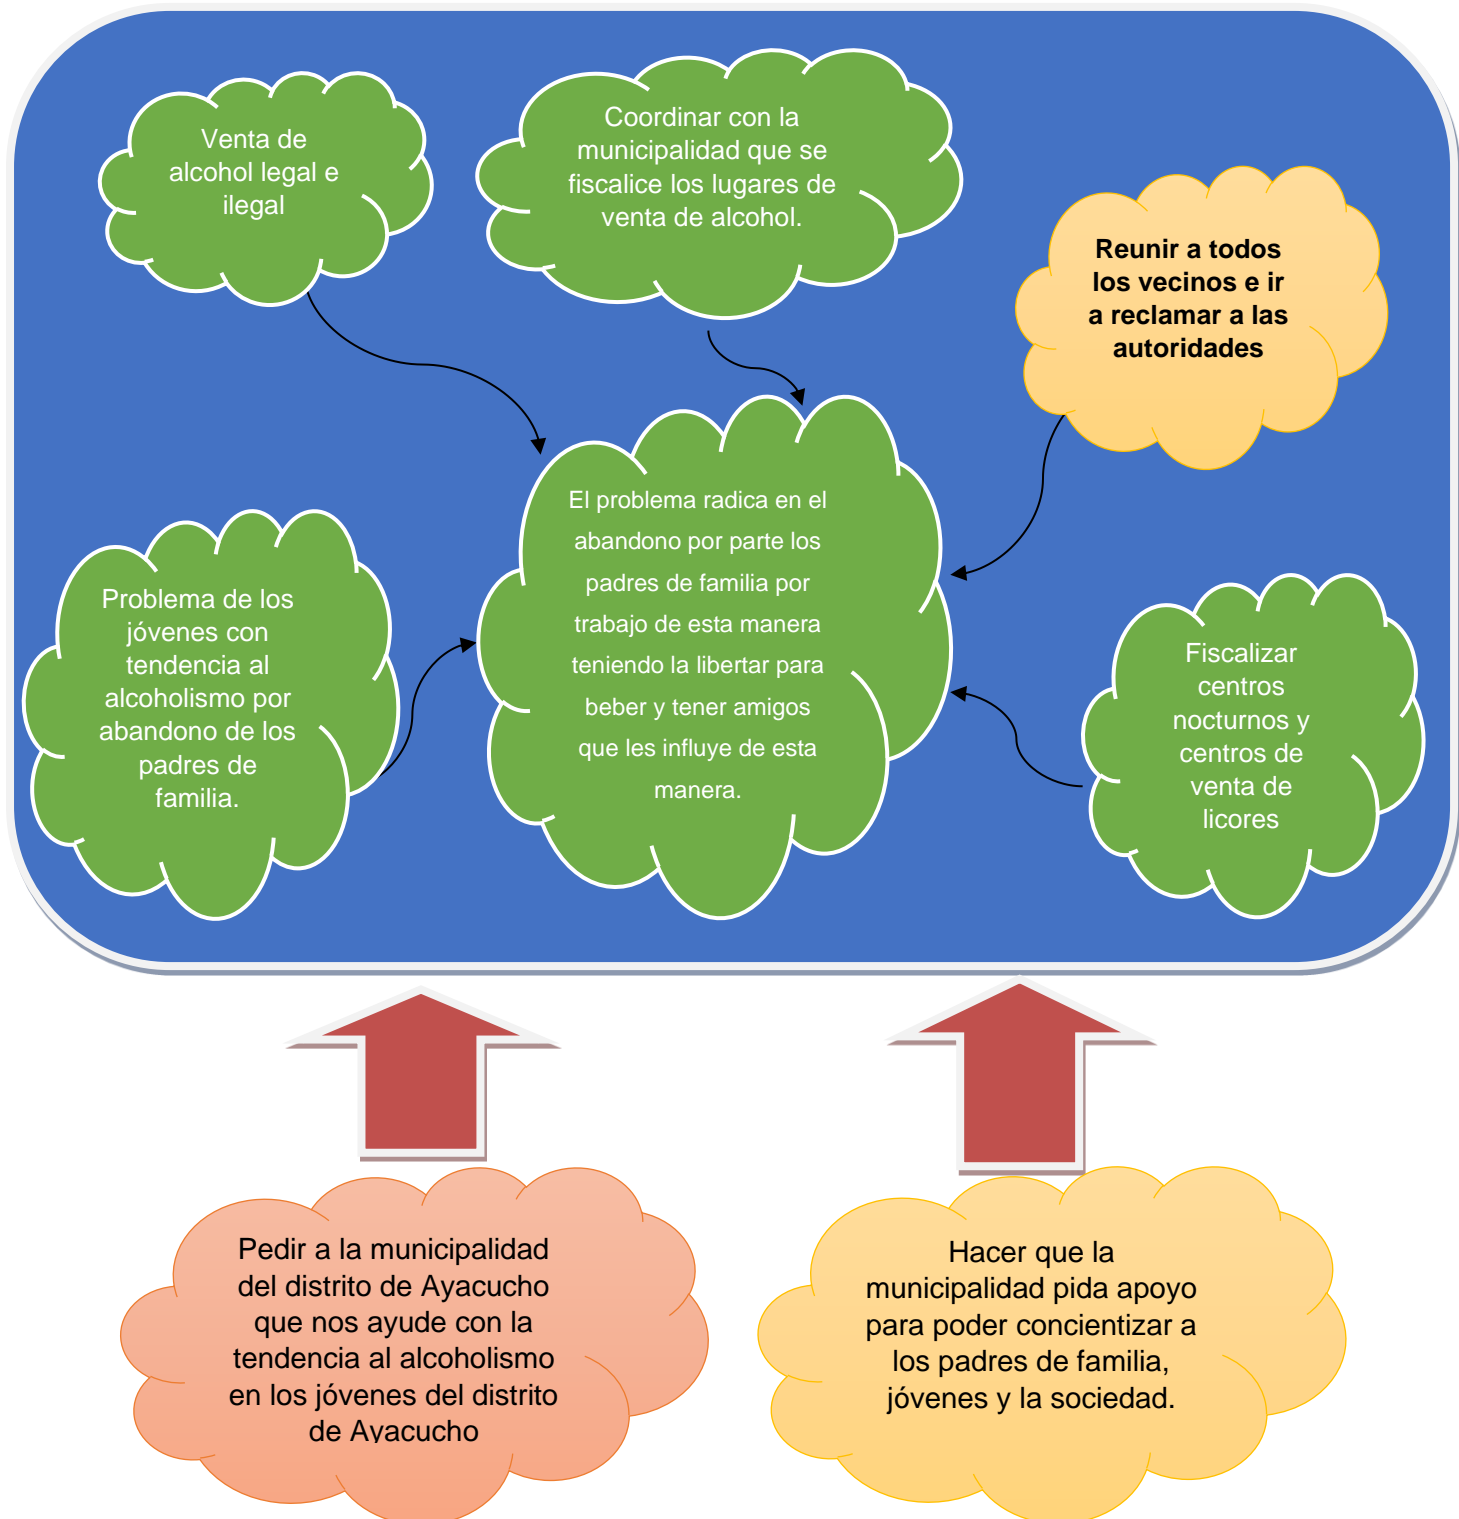 Venta de
alcohol legal e
ilegal
Coordinar con la
municipalidad que se
fiscalice los lugares de
venta de alcohol.
Reunir a todos
los vecinos e ir
a reclamar a las
autoridades
El problema radica en el
abandono por parte los
padres de familia por
trabajo de esta manera
teniendo la libertar para
beber y tener amigos
que les influye de esta
manera.
Problema de los
jóvenes con
tendencia al
alcoholismo por
abandono de los
padres de
familia.
Fiscalizar
centros
nocturnos y
centros de
venta de
licores
Pedir a la municipalidad
del distrito de Ayacucho
que nos ayude con la
tendencia al alcoholismo
en los jóvenes del distrito
de Ayacucho
Hacer que la
municipalidad pida apoyo
para poder concientizar a
los padres de familia,
jóvenes y la sociedad.